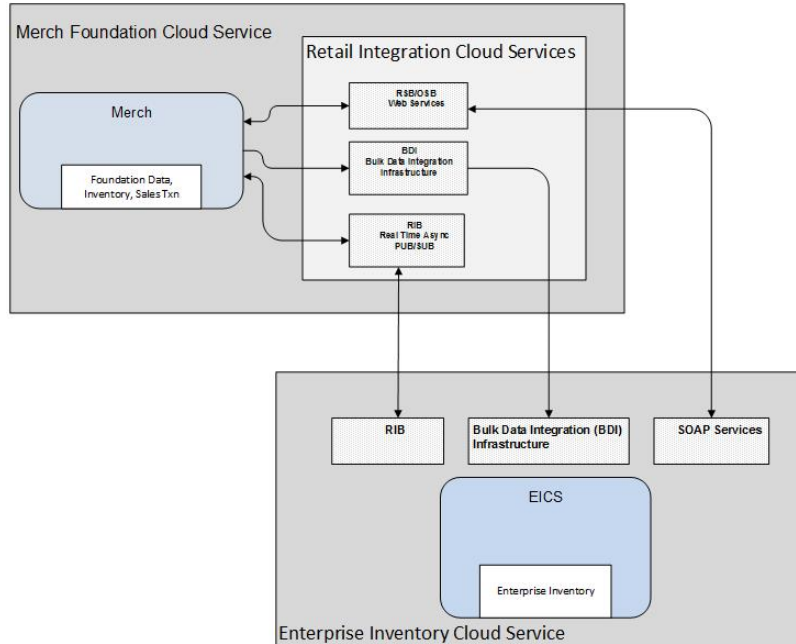 Merch Foundation Cloud Service
Retail Integration Cloud Services
RSB/OSB
Web Services
Merch
BDI
Bulk Data Integration
Infrastructure
Foundation Data,
Inventory, Sales Txn
RIB
Real Time Async
PUB/SUB
RIB
Bulk Data Integration (BDI)
Infrastructure
SOAP Services
EICS
Enterprise Inventory
Enterprise Inventory Cloud Service